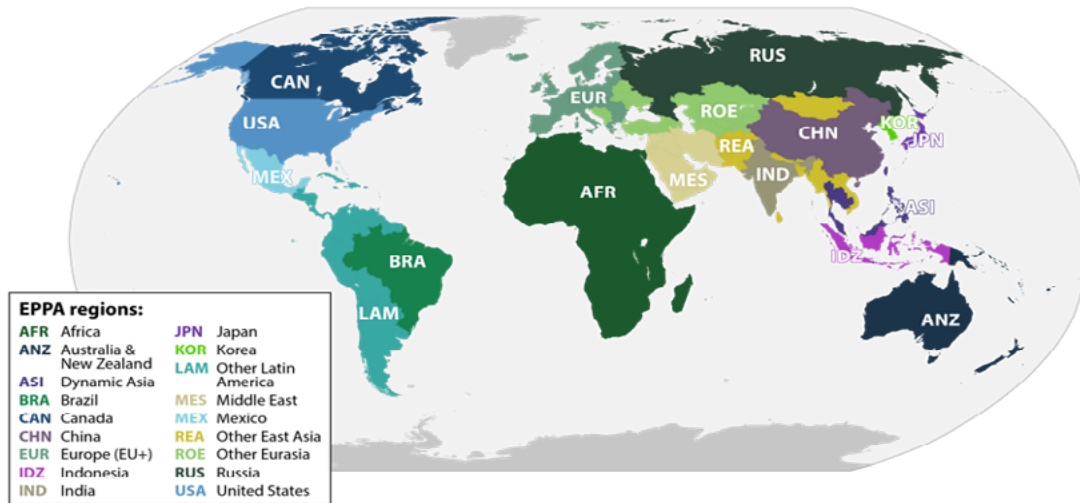 CAN
RUS
EUR
USA
ROE
KOR
CHN
JPN
REA
MEX
MES
IND
AFR
ASI
IDZ
BRA
LAM
ANZ
EPPA regions:
AFR Africa
ANZ Australia &
New Zealand
ASI Dynamic Asia
BRA Brazil
CAN Canada
CHN China
EUR Europe (EU+)
IDZ Indonesia
IND India
JPN Japan
KOR Korea
LAM Other Latin
America
MES Middle East
MEX Mexico
REA Other East Asia
ROE Other Eurasia
RUS Russia
USA United States